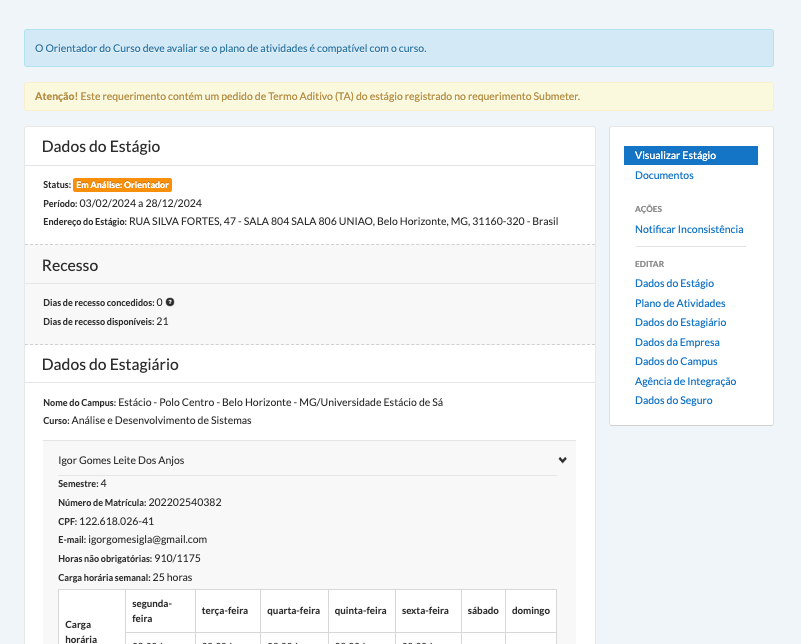 O Orientador do Curso deve avaliar se o plano de atividades é compatível com o curso.
Atenção! Este requerimento contém um pedido de Termo Aditivo (TA) do estágio registrado no requerimento Submeter.
Dados do Estágio
Status: Em Análise: Orientador
Período: 03/02/2024 a 28/12/2024
Endereço do Estágio: RUA SILVA FORTES, 47 - SALA 804 SALA 806 UNIAO, Belo Horizonte, MG, 31160-320 - Brasil
Recesso
Dias de recesso concedidos: 0
Dias de recesso disponíveis: 21
Dados do Estagiário
Nome do Campus: Estácio - Polo Centro - Belo Horizonte - MG/Universidade Estácio de Sá
Curso: Análise e Desenvolvimento de Sistemas
Igor Gomes Leite Dos Anjos
Semestre: 4
Número de Matrícula: 202202540382
CPF: 122.618.026-41
E-mail: igorgomesigla@gmail.com
Horas não obrigatórias: 910/1175
Carga horária semanal: 25 horas
Carga
horária
segunda-
feira
terça-feira
quarta-feira
quinta-feira
sexta-feira
sábado
domingo
Visualizar Estágio
Documentos
AÇÕES
Notificar Inconsistência
EDITAR
Dados do Estágio
Plano de Atividades
Dados do Estagiário
Dados da Empresa
Dados do Campus
Agência de Integração
Dados do Seguro